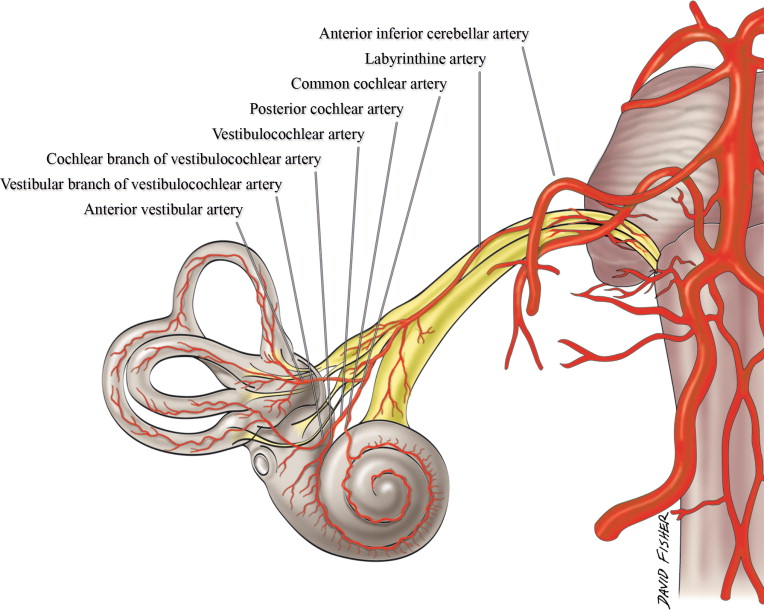 Anterior inferior cerebellar artery
Labyrinthine artery
Common cochlear artery
Posterior cochlear artery
Vestibulocochlear artery
Cochlear branch of vestibulocochlear artery
Vestibular branch of vestibulocochlear artery
Anterior vestibular artery
DAVID FISHER